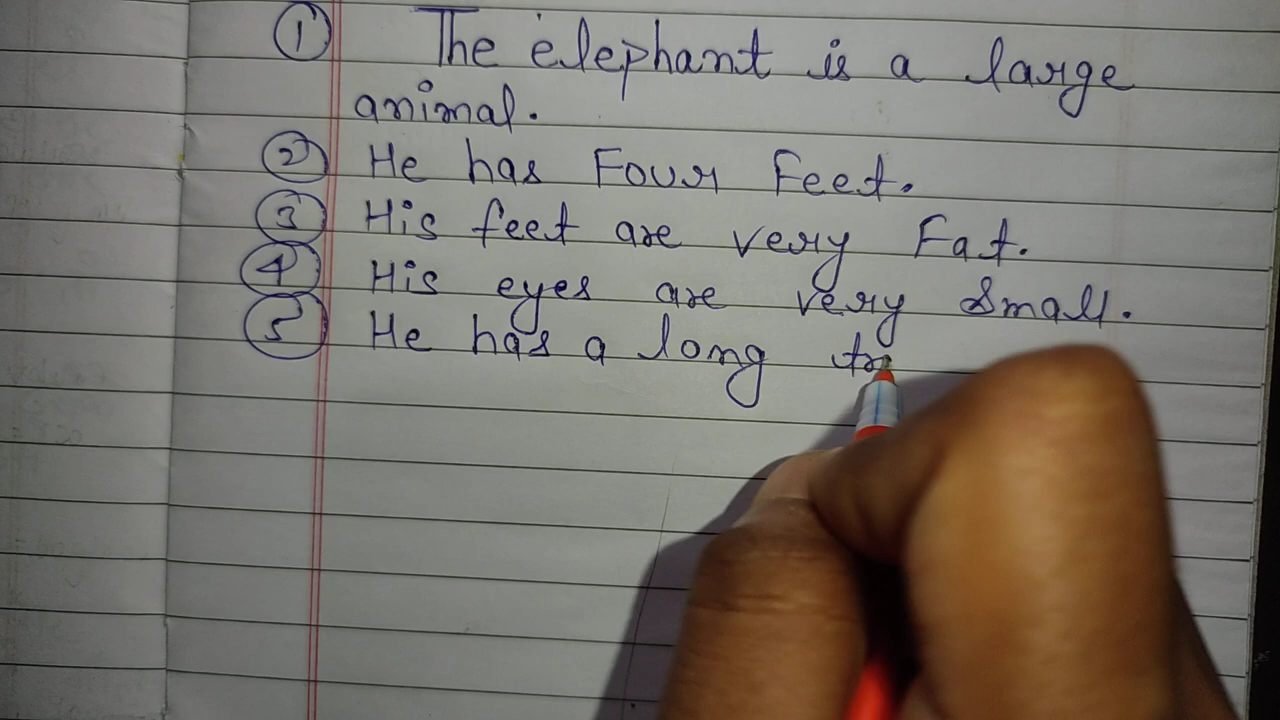 ① The elephant is a large
animal.
② He has Four Feet.
③ His feet are very Fat.
④ His eyes are very Small.
⑤ He has a long